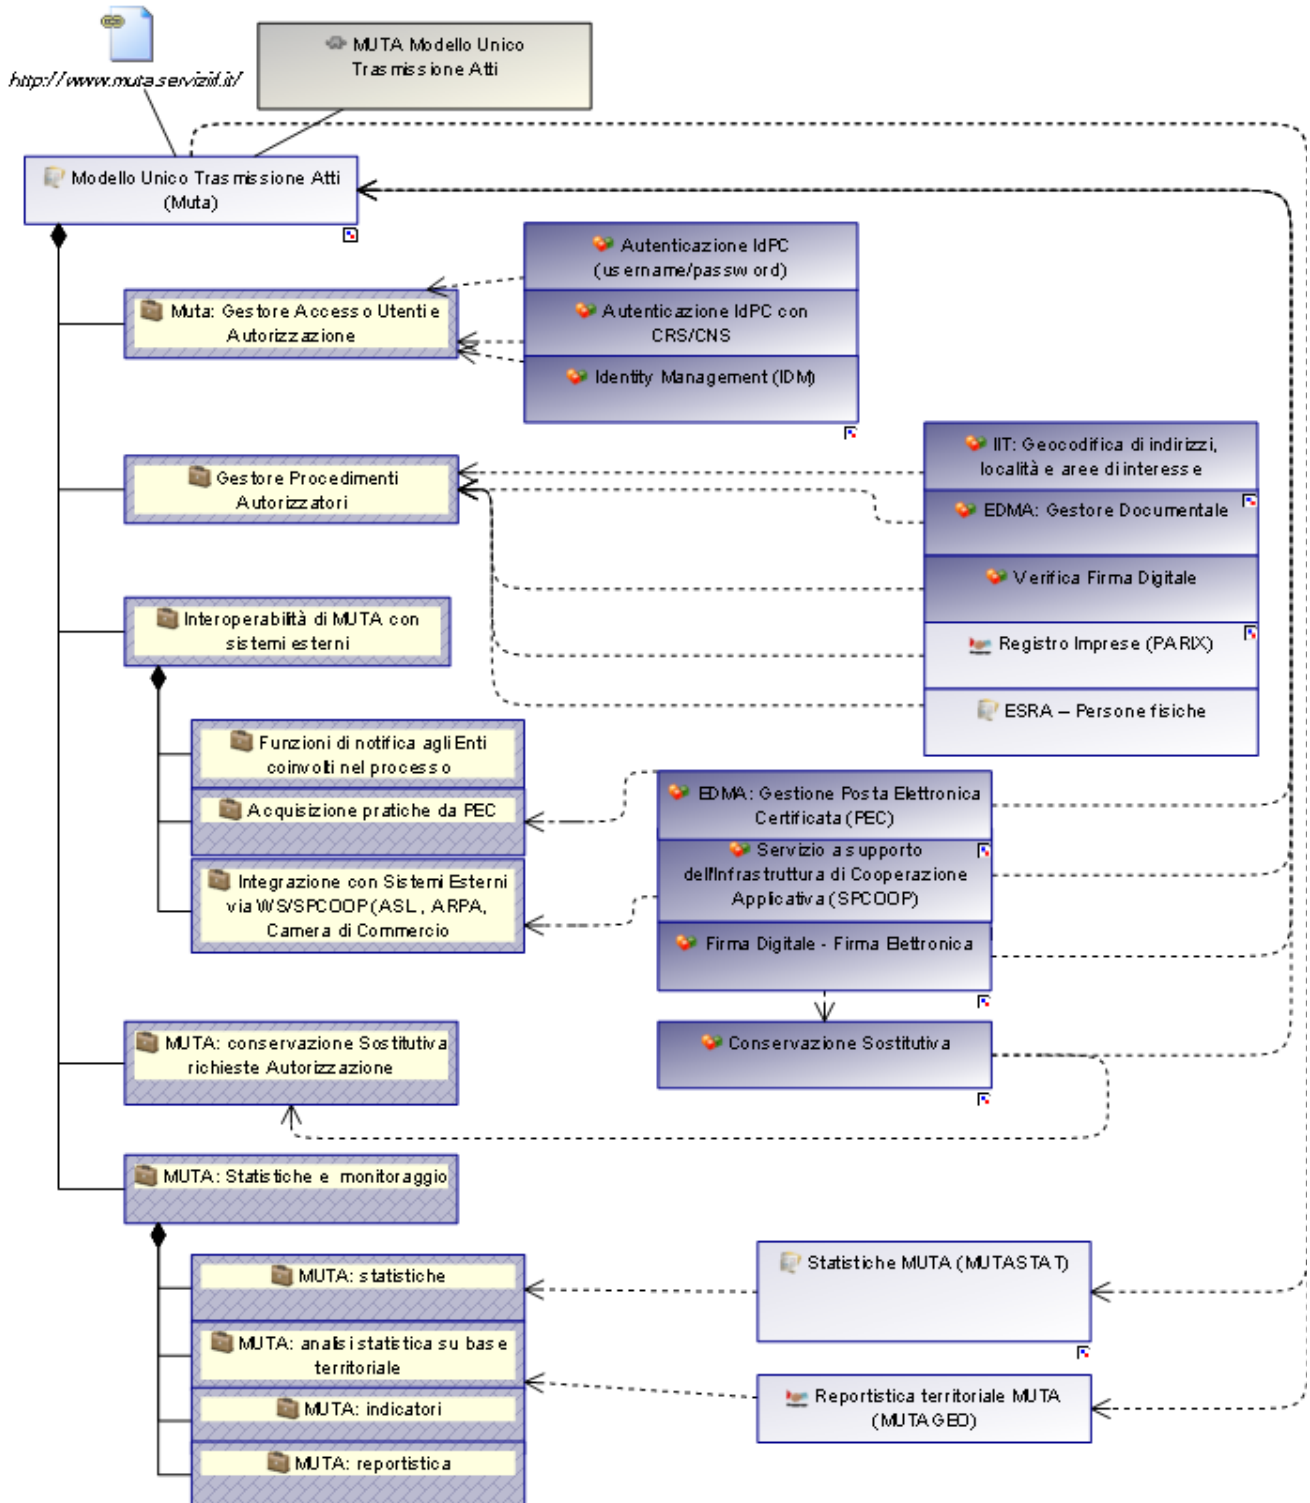 http://www.muta.servizirl.it/
MUTA Modello Unico
Trasmissione Atti
Modello Unico Trasmissione Atti
(Muta)
Autenticazione IdPC
(username/password)
Muta: Gestore Accesso Utenti e
Autorizzazione
Autenticazione IdPC con
CRS/CNS
Identity Management (IDM)
IIT: Geocodifica di indirizzi,
località e aree di interesse
Gestore Procedimenti
Autorizzatori
EDMA: Gestore Documentale
Verifica Firma Digitale
Interoperabilità di MUTA con
sistemi esterni
Registro Imprese (PARIX)
ESRA – Persone fisiche
Funzioni di notifica agli Enti
coinvolti nel processo
Acquisizione pratiche da PEC
EDMA: Gestione Posta Elettronica
Certificata (PEC)
Servizio a supporto
dell'Infrastruttura di Cooperazione
Applicativa (SPCOOP)
Integrazione con Sistemi Esterni
via WS/SPCOOP (ASL , ARPA,
Camera di Commercio
Firma Digitale - Firma Elettronica
MUTA: conservazione Sostitutiva
richieste Autorizzazione
Conservazione Sostitutiva
MUTA: Statistiche e monitoraggio
MUTA: statistiche
Statistiche MUTA (MUTASTAT)
MUTA: analisi statistica su base
territoriale
MUTA: indicatori
Reportistica territoriale MUTA
(MUTAGEO)
MUTA: reportistica